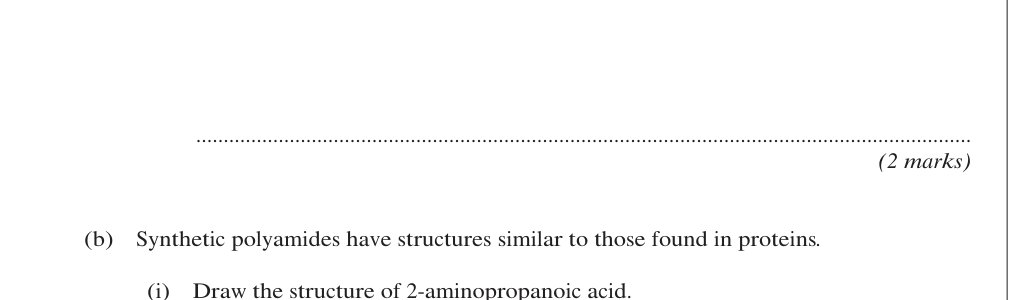 ................................................................................................................................................
(2 marks)
(b) Synthetic polyamides have structures similar to those found in proteins.
(i) Draw the structure of 2-aminopropanoic acid.